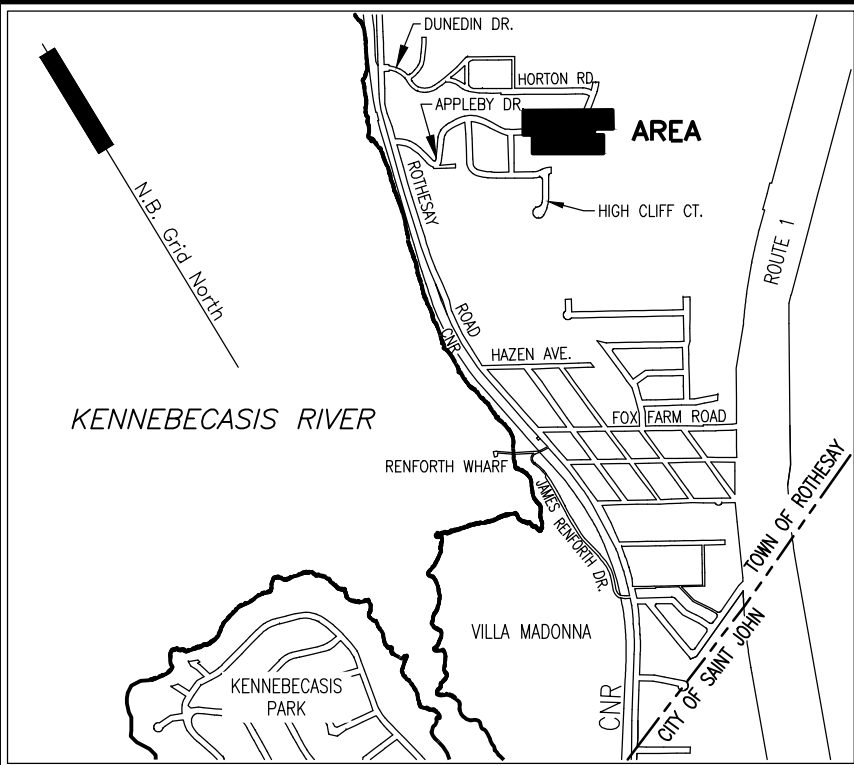 DUNEDIN DR.
HORTON RD.
APPLEBY DR.
AREA
ROTHESAY
HIGH CLIFF CT.
N.B. Grid North
ROUTE 1
ROAD
CNR
HAZEN AVE.
KENNEBECASIS RIVER
FOX FARM ROAD
RENFORTH WHARF
JAMES RENFORTH DR.
TOWN OF ROTHESAY
CITY OF SAINT JOHN
VILLA MADONNA
KENNEBECASIS
PARK
CNR